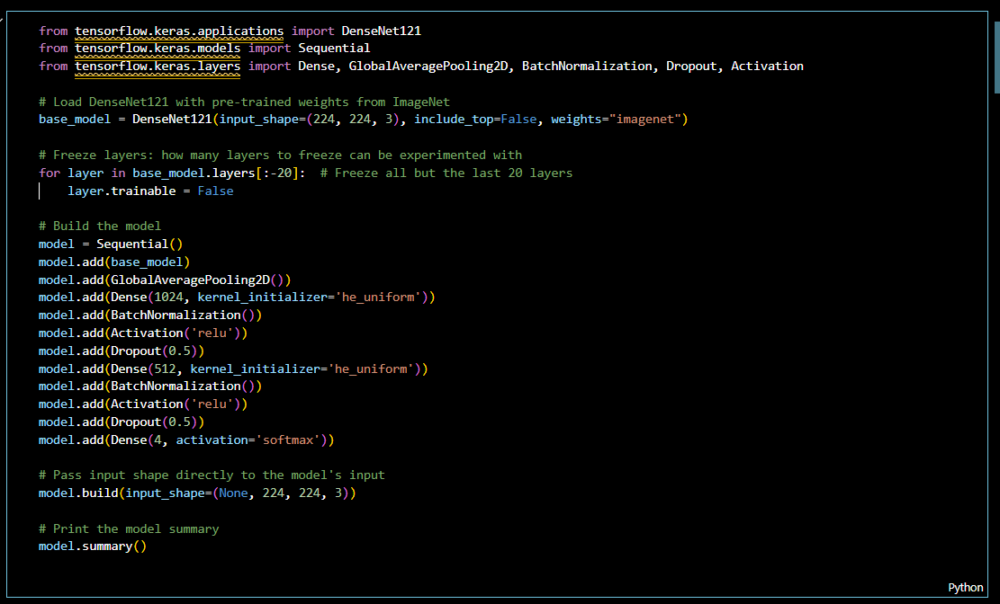 from tensorflow.keras.applications import DenseNet121
from tensorflow.keras.models import Sequential
from tensorflow.keras.layers import Dense, GlobalAveragePooling2D, BatchNormalization, Dropout, Activation
# Load DenseNet121 with pre-trained weights from ImageNet
base_model = DenseNet121(input_shape=(224, 224, 3), include_top=False, weights="imagenet")
# Freeze layers: how many layers to freeze can be experimented with
for layer in base_model.layers[:-20]:  # Freeze all but the last 20 layers
    layer.trainable = False
# Build the model
model = Sequential()
model.add(base_model)
model.add(GlobalAveragePooling2D())
model.add(Dense(1024, kernel_initializer='he_uniform'))
model.add(BatchNormalization())
model.add(Activation('relu'))
model.add(Dropout(0.5))
model.add(Dense(512, kernel_initializer='he_uniform'))
model.add(BatchNormalization())
model.add(Activation('relu'))
model.add(Dropout(0.5))
model.add(Dense(4, activation='softmax'))
# Pass input shape directly to the model's input
model.build(input_shape=(None, 224, 224, 3))
# Print the model summary
model.summary()
Python